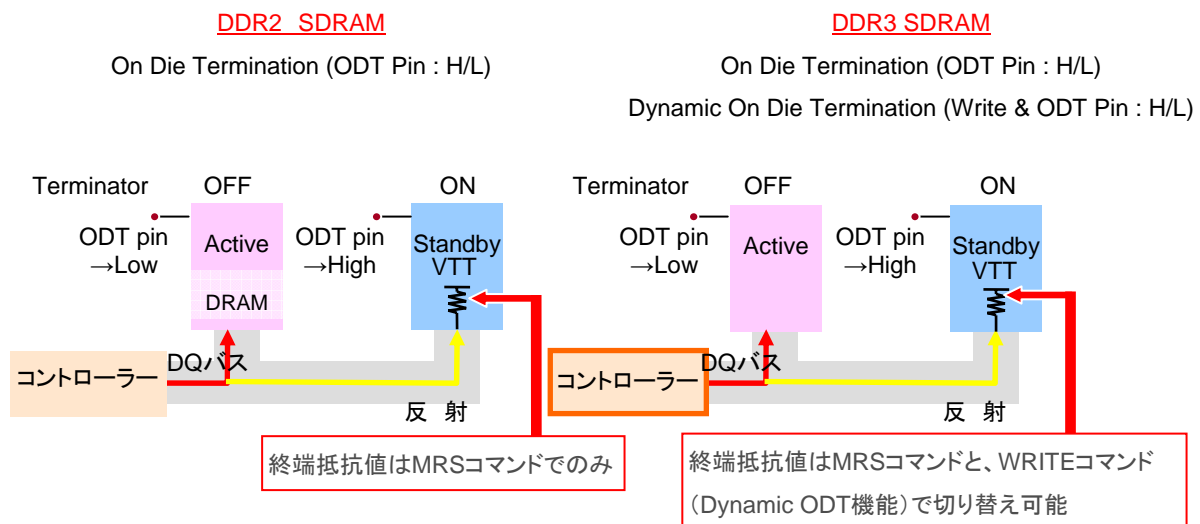 DDR2 SDRAM
On Die Termination (ODT Pin : H/L)
Terminator
OFF
ON
ODT pin
→Low
Active
DRAM
ODT pin
→High
Standby
VTT
コントローラー
DQバス
反 射
終端抵抗値はMRSコマンドでのみ
DDR3 SDRAM
On Die Termination (ODT Pin : H/L)
Dynamic On Die Termination (Write & ODT Pin : H/L)
Terminator
OFF
ON
ODT pin
→Low
Active
ODT pin
→High
Standby
VTT
コントローラー
DQバス
反 射
終端抵抗値はMRSコマンドと、WRITEコマンド
（Dynamic ODT機能）で切り替え可能